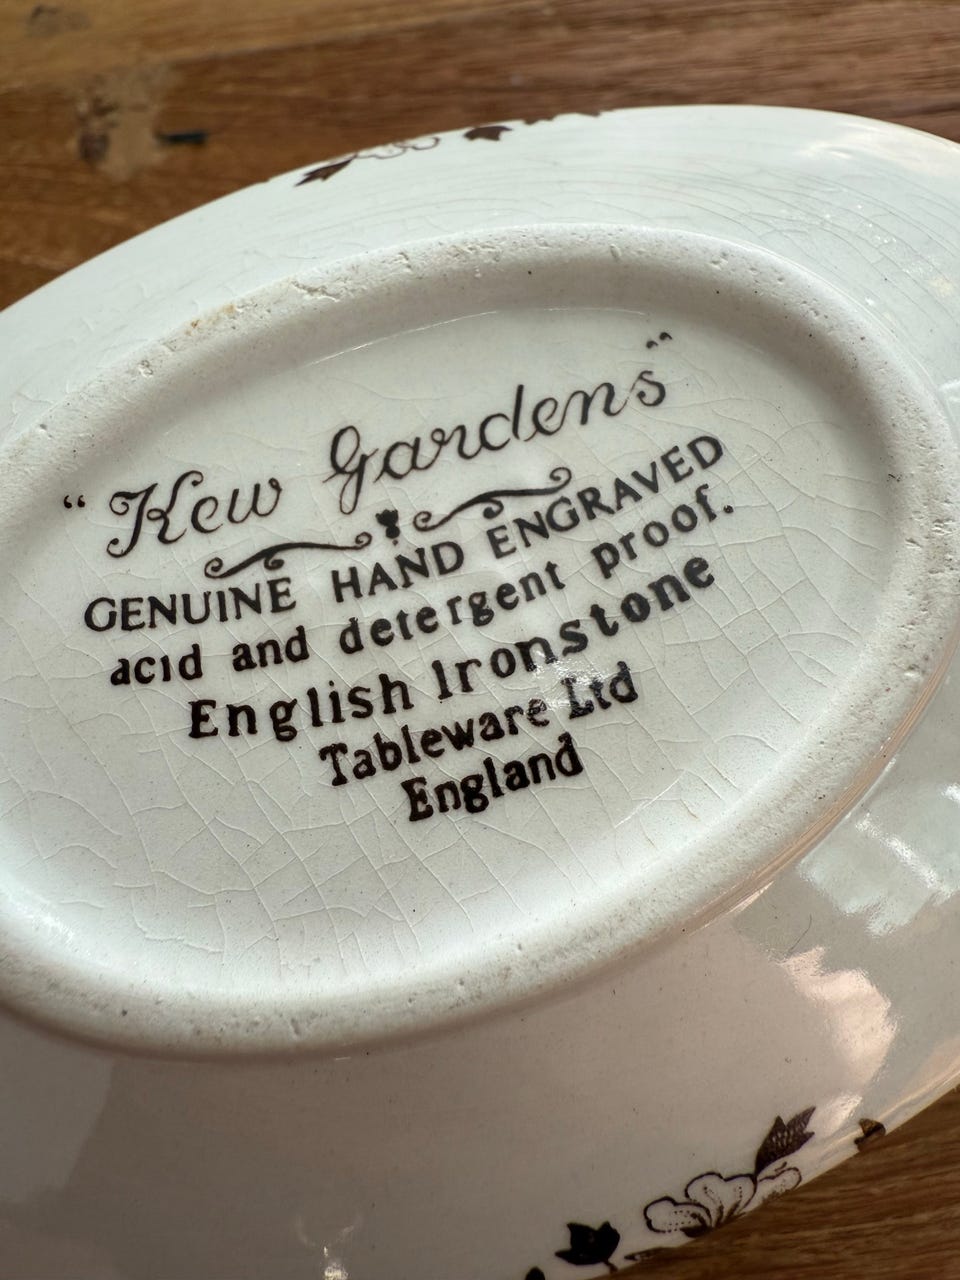 “Kew Gardens”
GENUINE HAND ENGRAVED
acid and detergent proof.
English Ironstone
Tableware Ltd
England